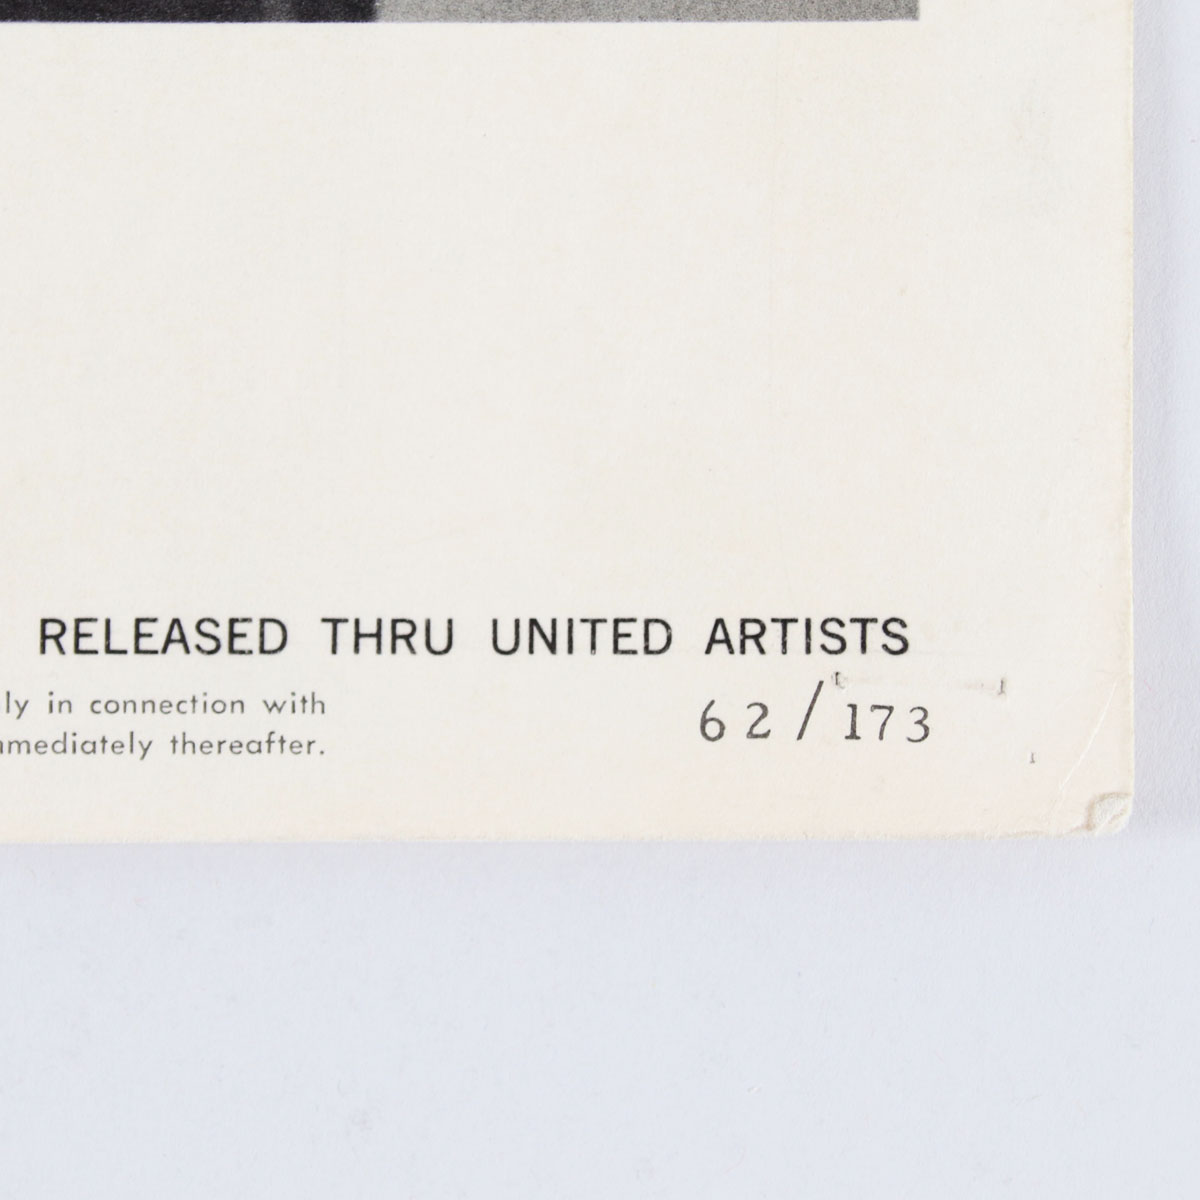 RELEASED THRU UNITED ARTISTS
ly in connection with
mediately thereafter.
62/173